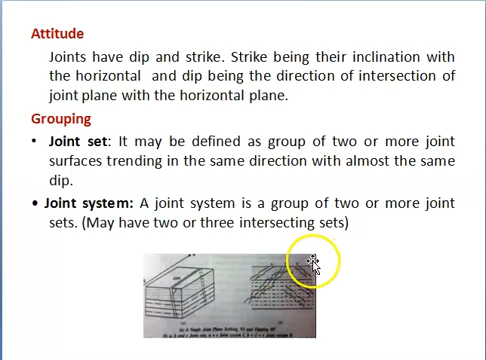 Attitude
Joints have dip and strike. Strike being their inclination with
the horizontal and dip being the direction of intersection of
joint plane with the horizontal plane.
Grouping
• Joint set: It may be defined as group of two or more joint
surfaces trending in the same direction with almost the same
dip.
• Joint system: A joint system is a group of two or more joint
sets. (May have two or three intersecting sets)